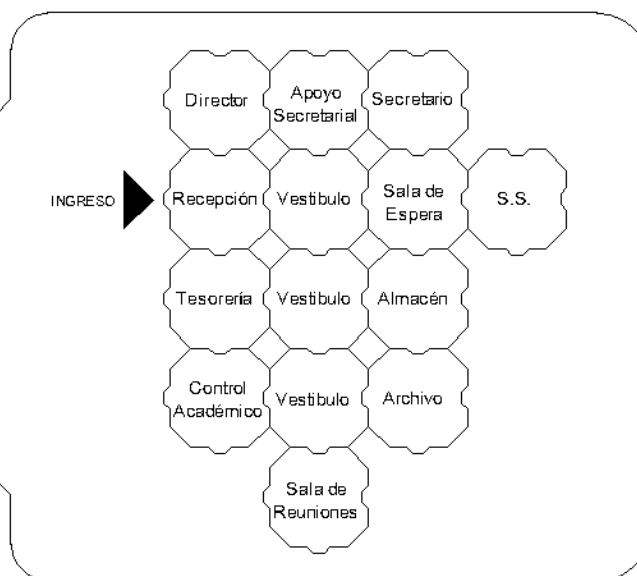 Director
Apoyo
Secretarial
Secretario
INGRESO
Recepción
Vestibulo
Sala de
Espera
S.S.
Tesorería
Vestibulo
Almacén
Control
Académico
Vestibulo
Archivo
Sala de
Reuniones